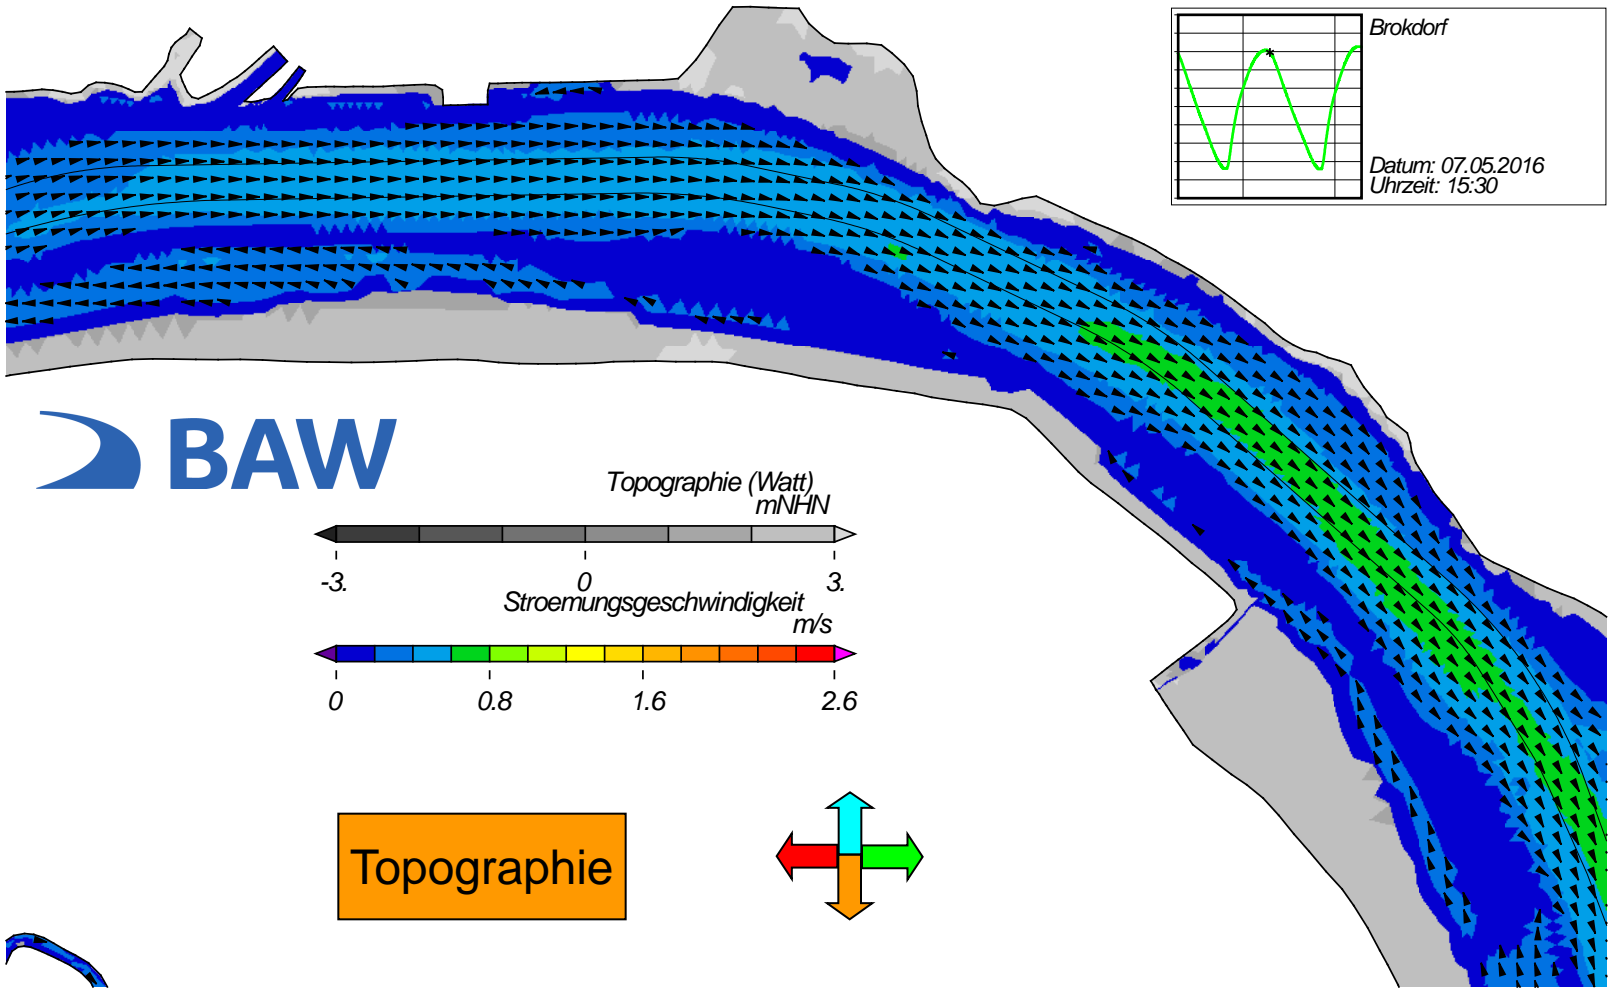 Brokdorf
Datum: 07.05.2016
Uhrzeit: 15:30
BAW
Topographie (Watt)
mNHN
-3. 0 3.
Stroemungsgeschwindigkeit
m/s
0 0.8 1.6 2.6
Topographie